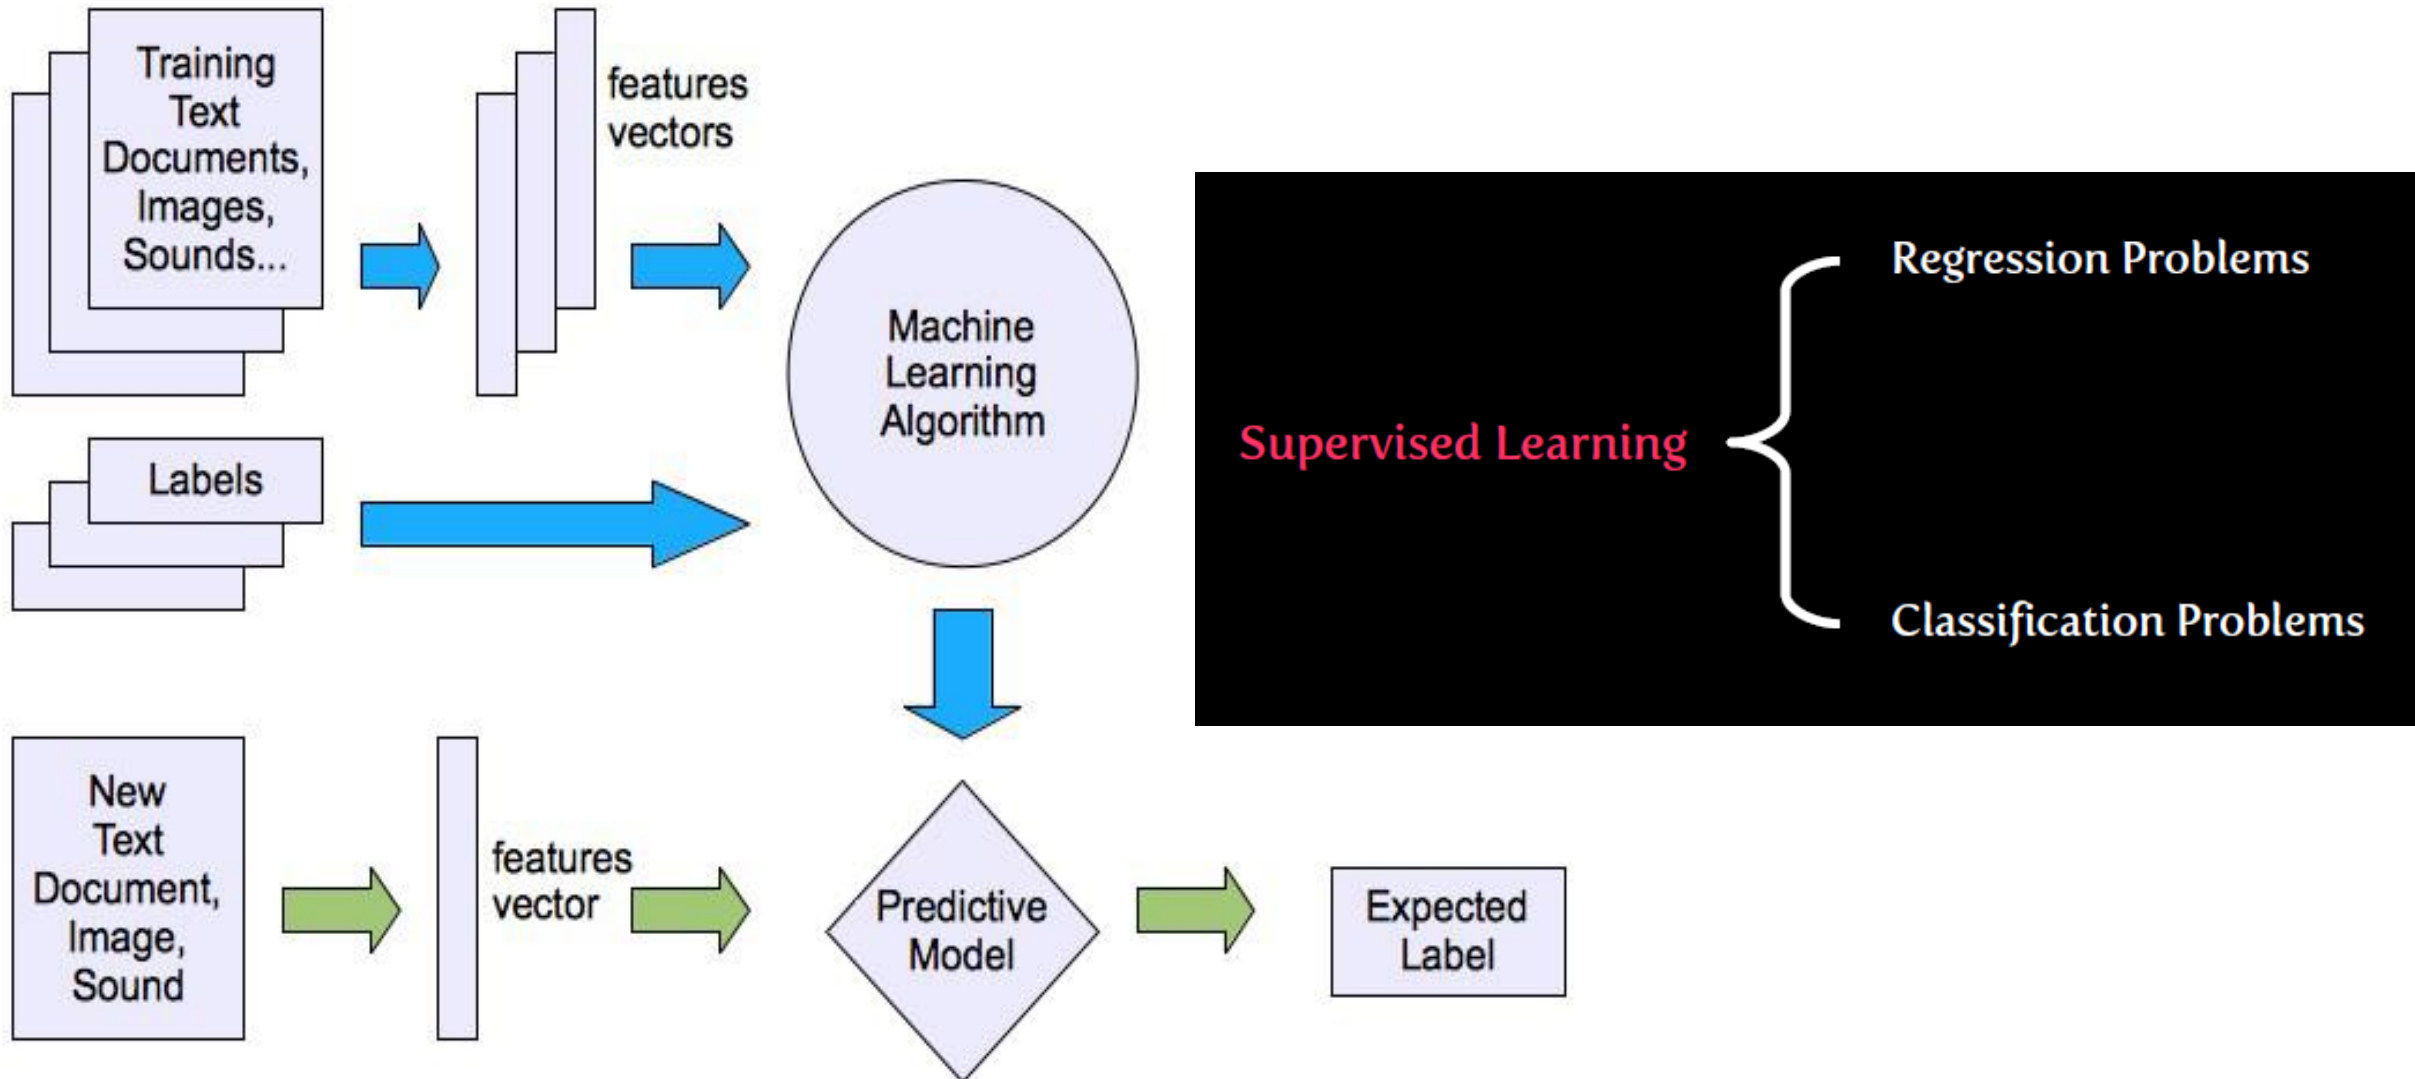 Training
Text
Documents,
Images,
Sounds...
features
vectors
Machine
Learning
Algorithm
Labels
Regression Problems
Supervised Learning
Classification Problems
New
Text
Document,
Image,
Sound
features
vector
Predictive
Model
Expected
Label